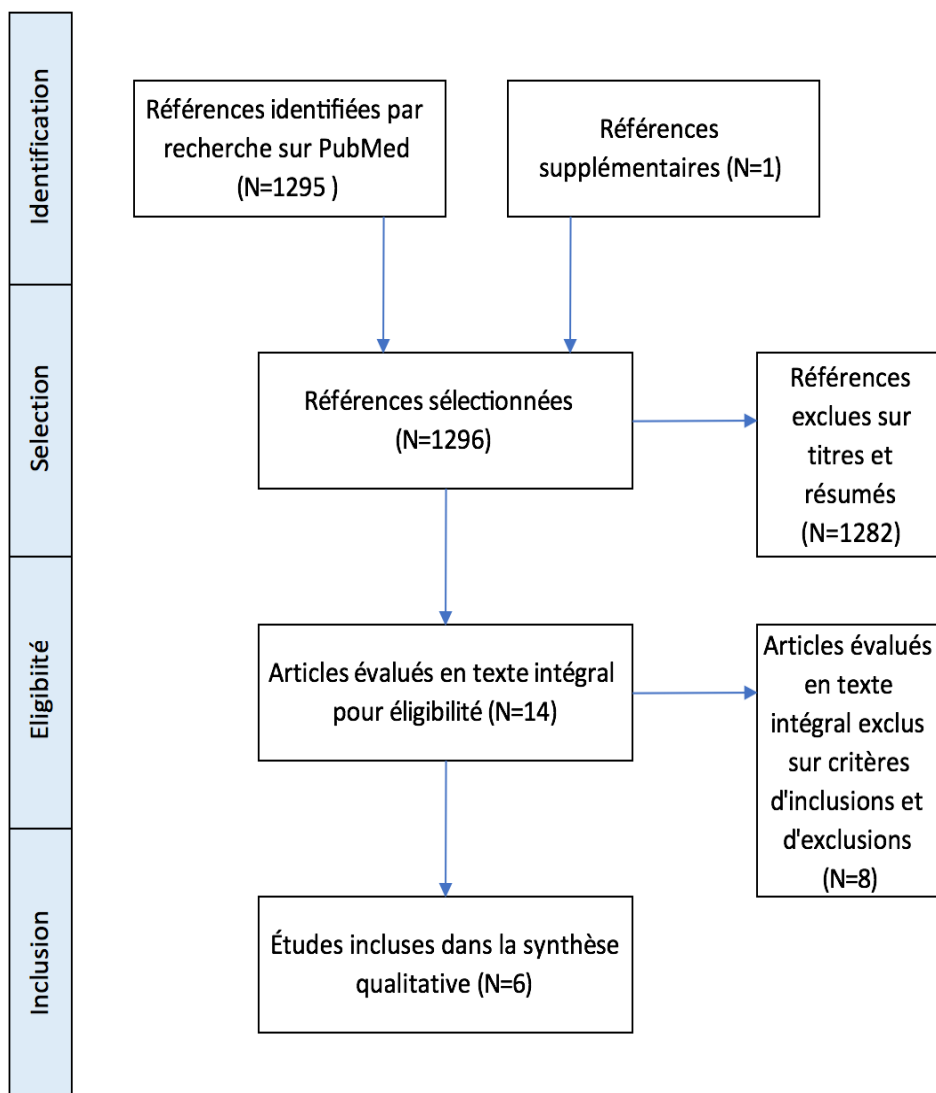 Identification
Références identifiées par
recherche sur PubMed
(N=1295 )
Références
supplémentaires (N=1)
Selection
Références sélectionnées
(N=1296)
Références
exclues sur
titres et
résumés
(N=1282)
Eligibiité
Articles évalués en texte intégral
pour éligibilité (N=14)
Articles évalués
en texte
intégral exclus
sur critères
d'inclusions et
d'exclusions
(N=8)
Inclusion
Études incluses dans la synthèse
qualitative (N=6)